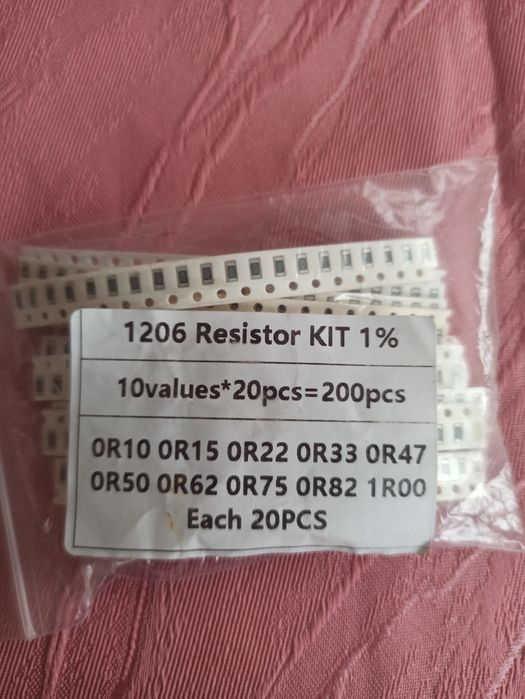 1206 Resistor KIT 1%
10values*20pcs=200pcs
0R10 0R15 0R22 0R33 0R47
0R50 0R62 0R75 0R82 1R00
Each 20PCS